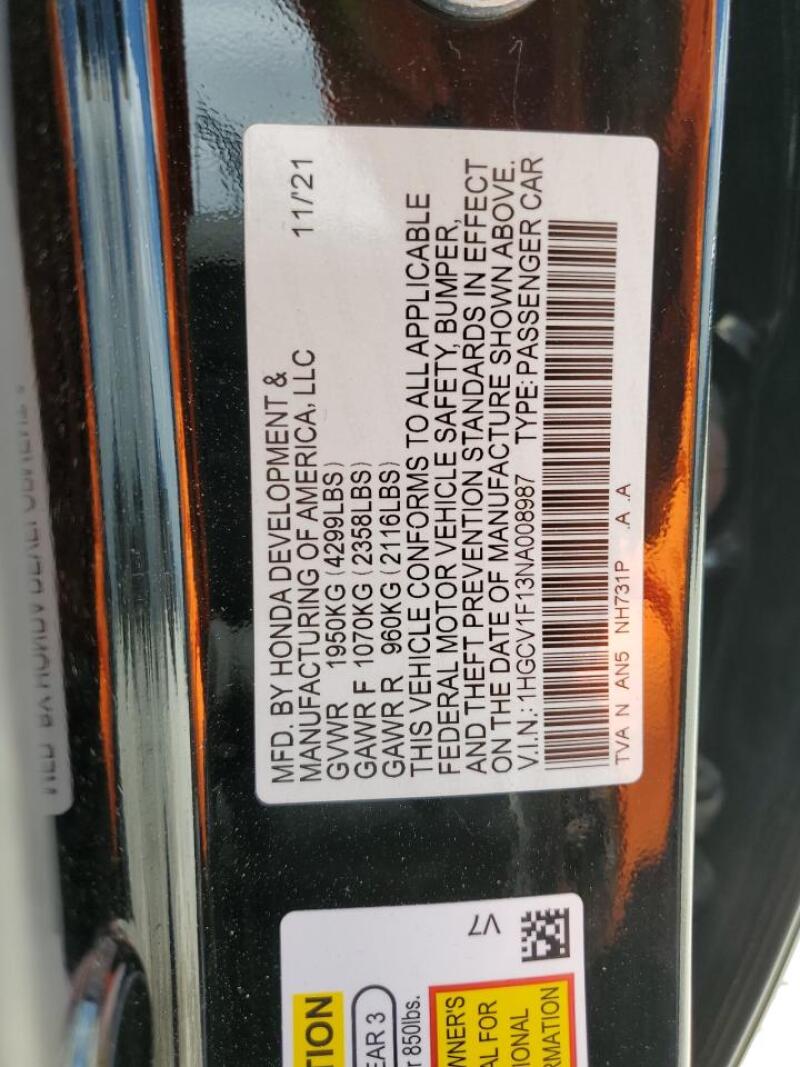 MFD. BY HONDA DEVELOPMENT &
MANUFACTURING OF AMERICA, LLC 11/'21
GVWR 1950KG (4299LBS)
GAWR F 1070KG (2358LBS)
GAWR R 960KG (2116LBS)
THIS VEHICLE CONFORMS TO ALL APPLICABLE
FEDERAL MOTOR VEHICLE SAFETY, BUMPER,
AND THEFT PREVENTION STANDARDS IN EFFECT
ON THE DATE OF MANUFACTURE SHOWN ABOVE.
V.I.N.: 1HGCV1F13NA008987 TYPE: PASSENGER CAR
TVA N AN5 NH731P .A .A
V7
TION
EAR 3
r 850lbs.
WNER'S
AL FOR
IONAL
RMATION